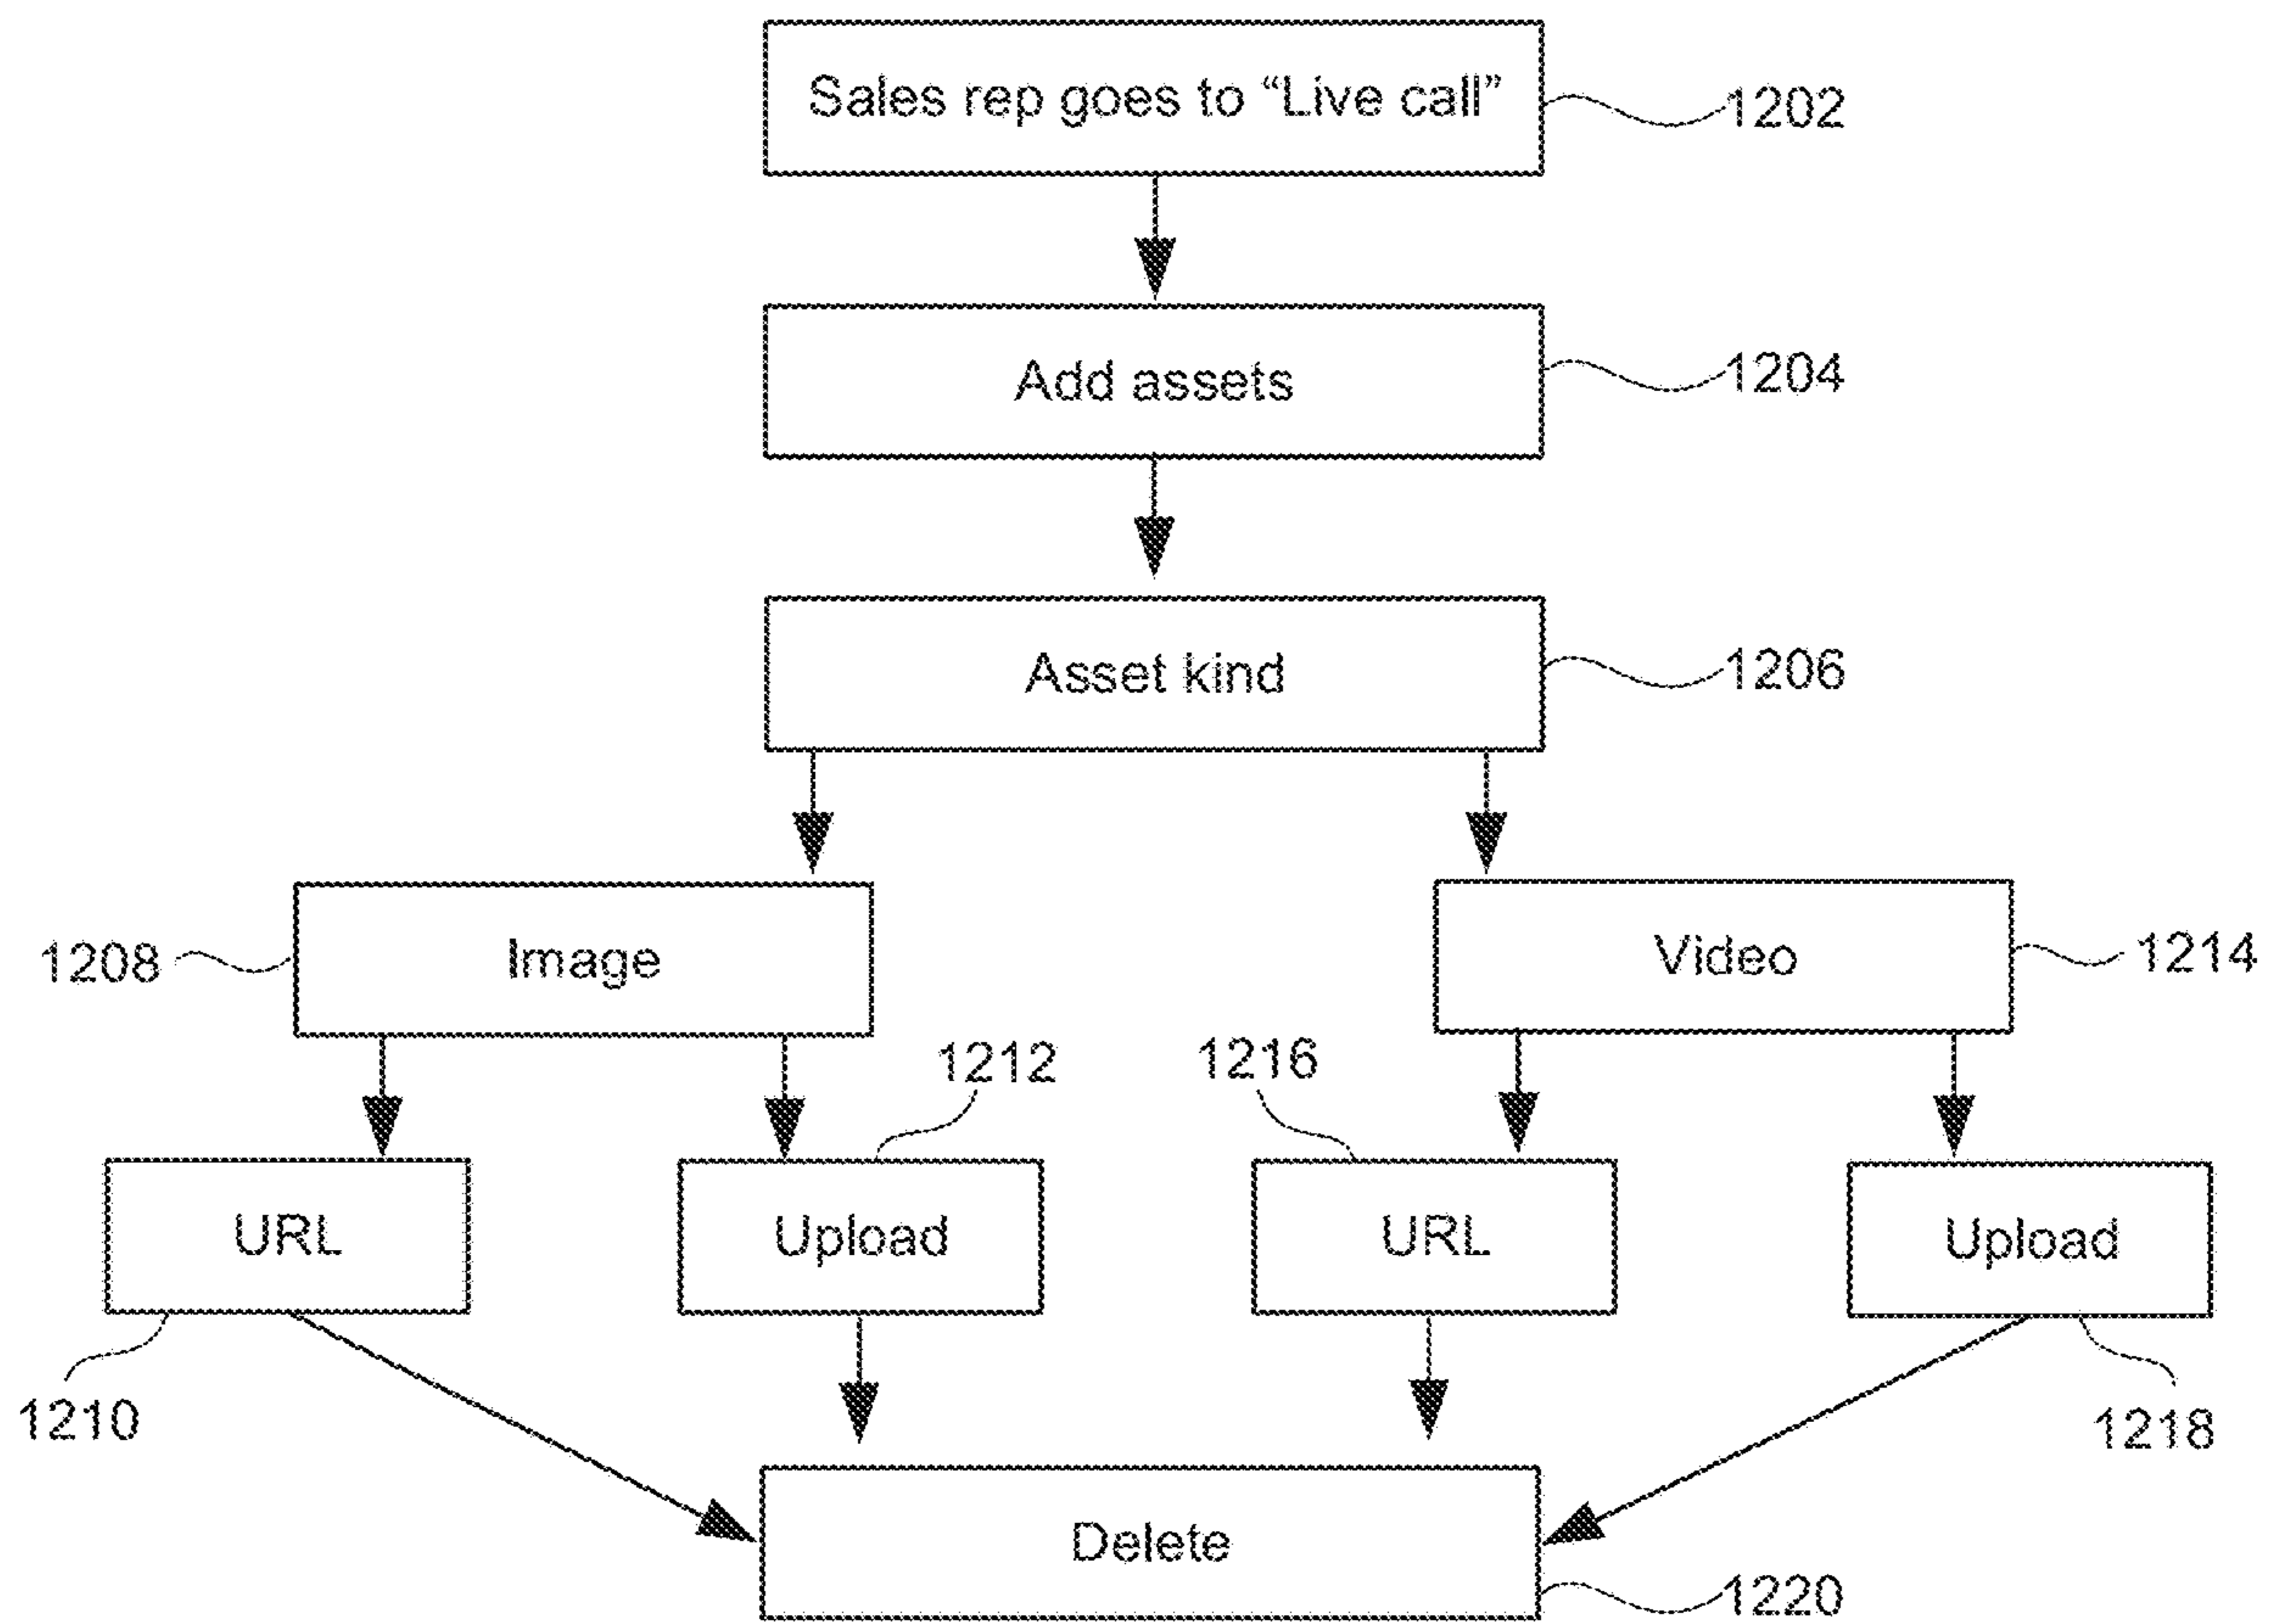 Sales rep goes to “Live call”
1202
Add assets
1204
Asset kind
1206
1208
Image
Video
1214
1212
1216
URL
Upload
URL
Upload
1210
1218
Delete
1220